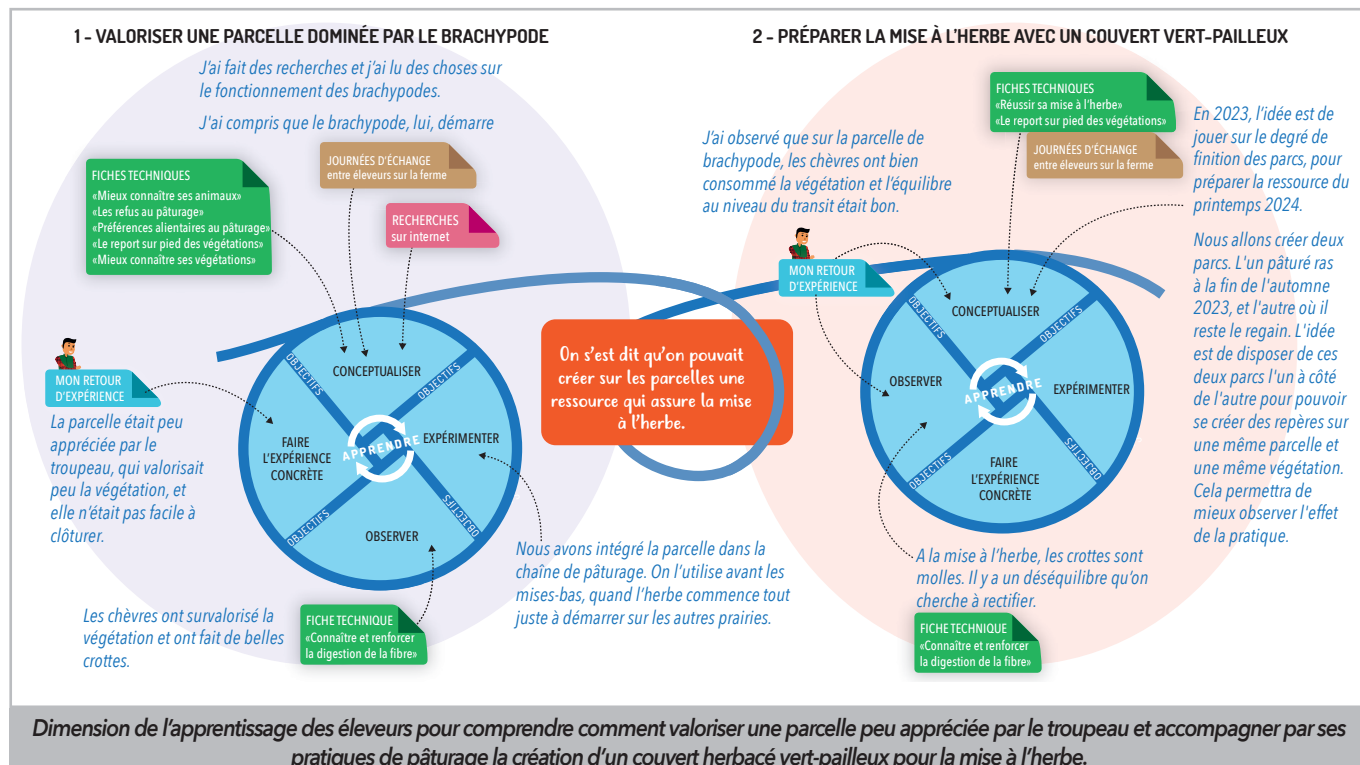 1 - VALORISER UNE PARCELLE DOMINÉE PAR LE BRACHYPODE
J'ai fait des recherches et j'ai lu des choses sur
le fonctionnement des brachypodes.
J'ai compris que le brachypode, lui, démarre
FICHES TECHNIQUES
«Mieux connaître ses animaux»
«Les refus au pâturage»
«Préférences alientaires au pâturage»
«Le report sur pied des végétations»
«Mieux connaître ses végétations»
JOURNÉES D'ÉCHANGE
entre éleveurs sur la ferme
RECHERCHES
sur internet
MON RETOUR
D'EXPÉRIENCE
La parcelle était peu
appréciée par le
troupeau, qui valorisait
peu la végétation, et
elle n'était pas facile à
clôturer.
CONCEPTUALISER
OBJECTIFS
OBJECTIFS
FAIRE
L'EXPÉRIENCE
CONCRÈTE
APPRENDRE
EXPÉRIMENTER
OBJECTIFS
OBJECTIFS
OBSERVER
Les chèvres ont survalorisé la
végétation et ont fait de belles
crottes.
FICHE TECHNIQUE
«Connaître et renforcer
la digestion de la fibre»
Nous avons intégré la parcelle dans la
chaîne de pâturage. On l'utilise avant les
mises-bas, quand l'herbe commence tout
juste à démarrer sur les autres prairies.
On s'est dit qu'on pouvait
créer sur les parcelles une
ressource qui assure la mise
à l'herbe.
2 - PRÉPARER LA MISE À L'HERBE AVEC UN COUVERT VERT-PAILLEUX
J'ai observé que sur la parcelle de
brachypode, les chèvres ont bien
consommé la végétation et l'équilibre
au niveau du transit était bon.
FICHES TECHNIQUES
«Réussir sa mise à l'herbe»
«Le report sur pied des végétations»
JOURNÉES D'ÉCHANGE
entre éleveurs sur la ferme
MON RETOUR
D'EXPÉRIENCE
CONCEPTUALISER
OBJECTIFS
OBJECTIFS
OBSERVER
APPRENDRE
EXPÉRIMENTER
OBJECTIFS
OBJECTIFS
FAIRE
L'EXPÉRIENCE
CONCRÈTE
A la mise à l'herbe, les crottes sont
molles. Il y a un déséquilibre qu'on
cherche à rectifier.
FICHE TECHNIQUE
«Connaître et renforcer
la digestion de la fibre»
En 2023, l'idée est de
jouer sur le degré de
finition des parcs, pour
préparer la ressource du
printemps 2024.
Nous allons créer deux
parcs. L'un pâturé ras
à la fin de l'automne
2023, et l'autre où il
reste le regain. L'idée
est de disposer de ces
deux parcs l'un à côté
de l'autre pour pouvoir
se créer des repères sur
une même parcelle et
une même végétation.
Cela permettra de
mieux observer l'effet
de la pratique.
Dimension de l'apprentissage des éleveurs pour comprendre comment valoriser une parcelle peu appréciée par le troupeau et accompagner par ses
pratiques de pâturage la création d'un couvert herbacé vert-pailleux pour la mise à l'herbe.